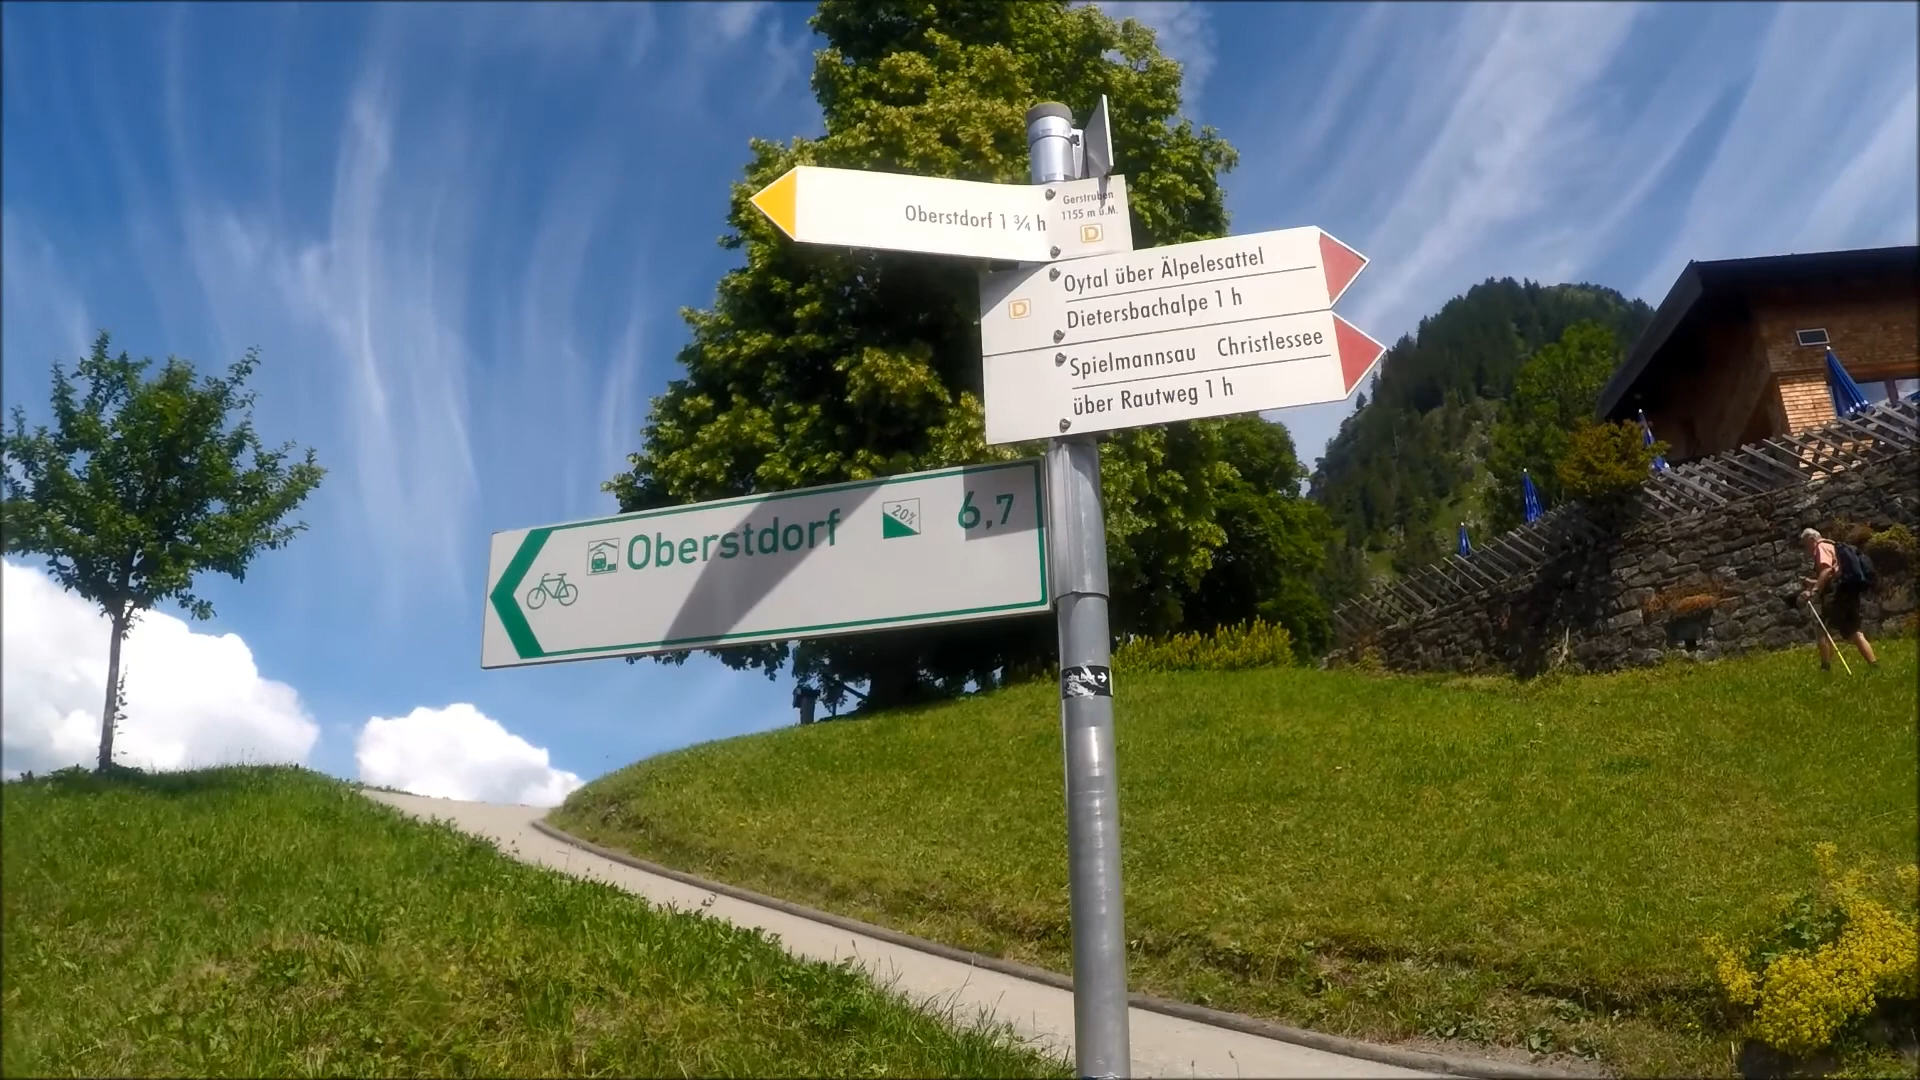 Oberstdorf 1 ¾ h
Gerstruben
1155 m ü.M.
D
D
Oytal über Älpelesattel
Dietersbachalpe 1 h
Spielmannsau Christlessee
über Rautweg 1 h
Oberstdorf 20% 6,7